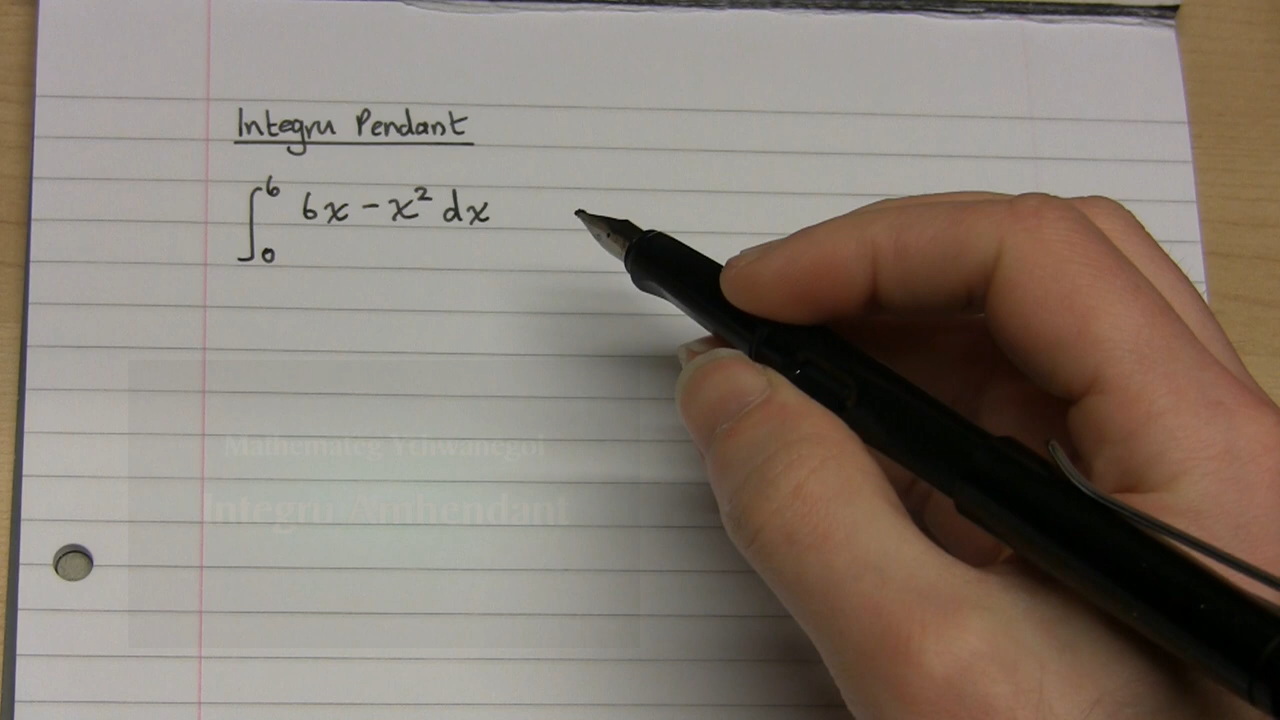 Integru Pendant
∫₀⁶ 6x − x² dx
Mathemateg Ychwanegol
Integru Amhendant